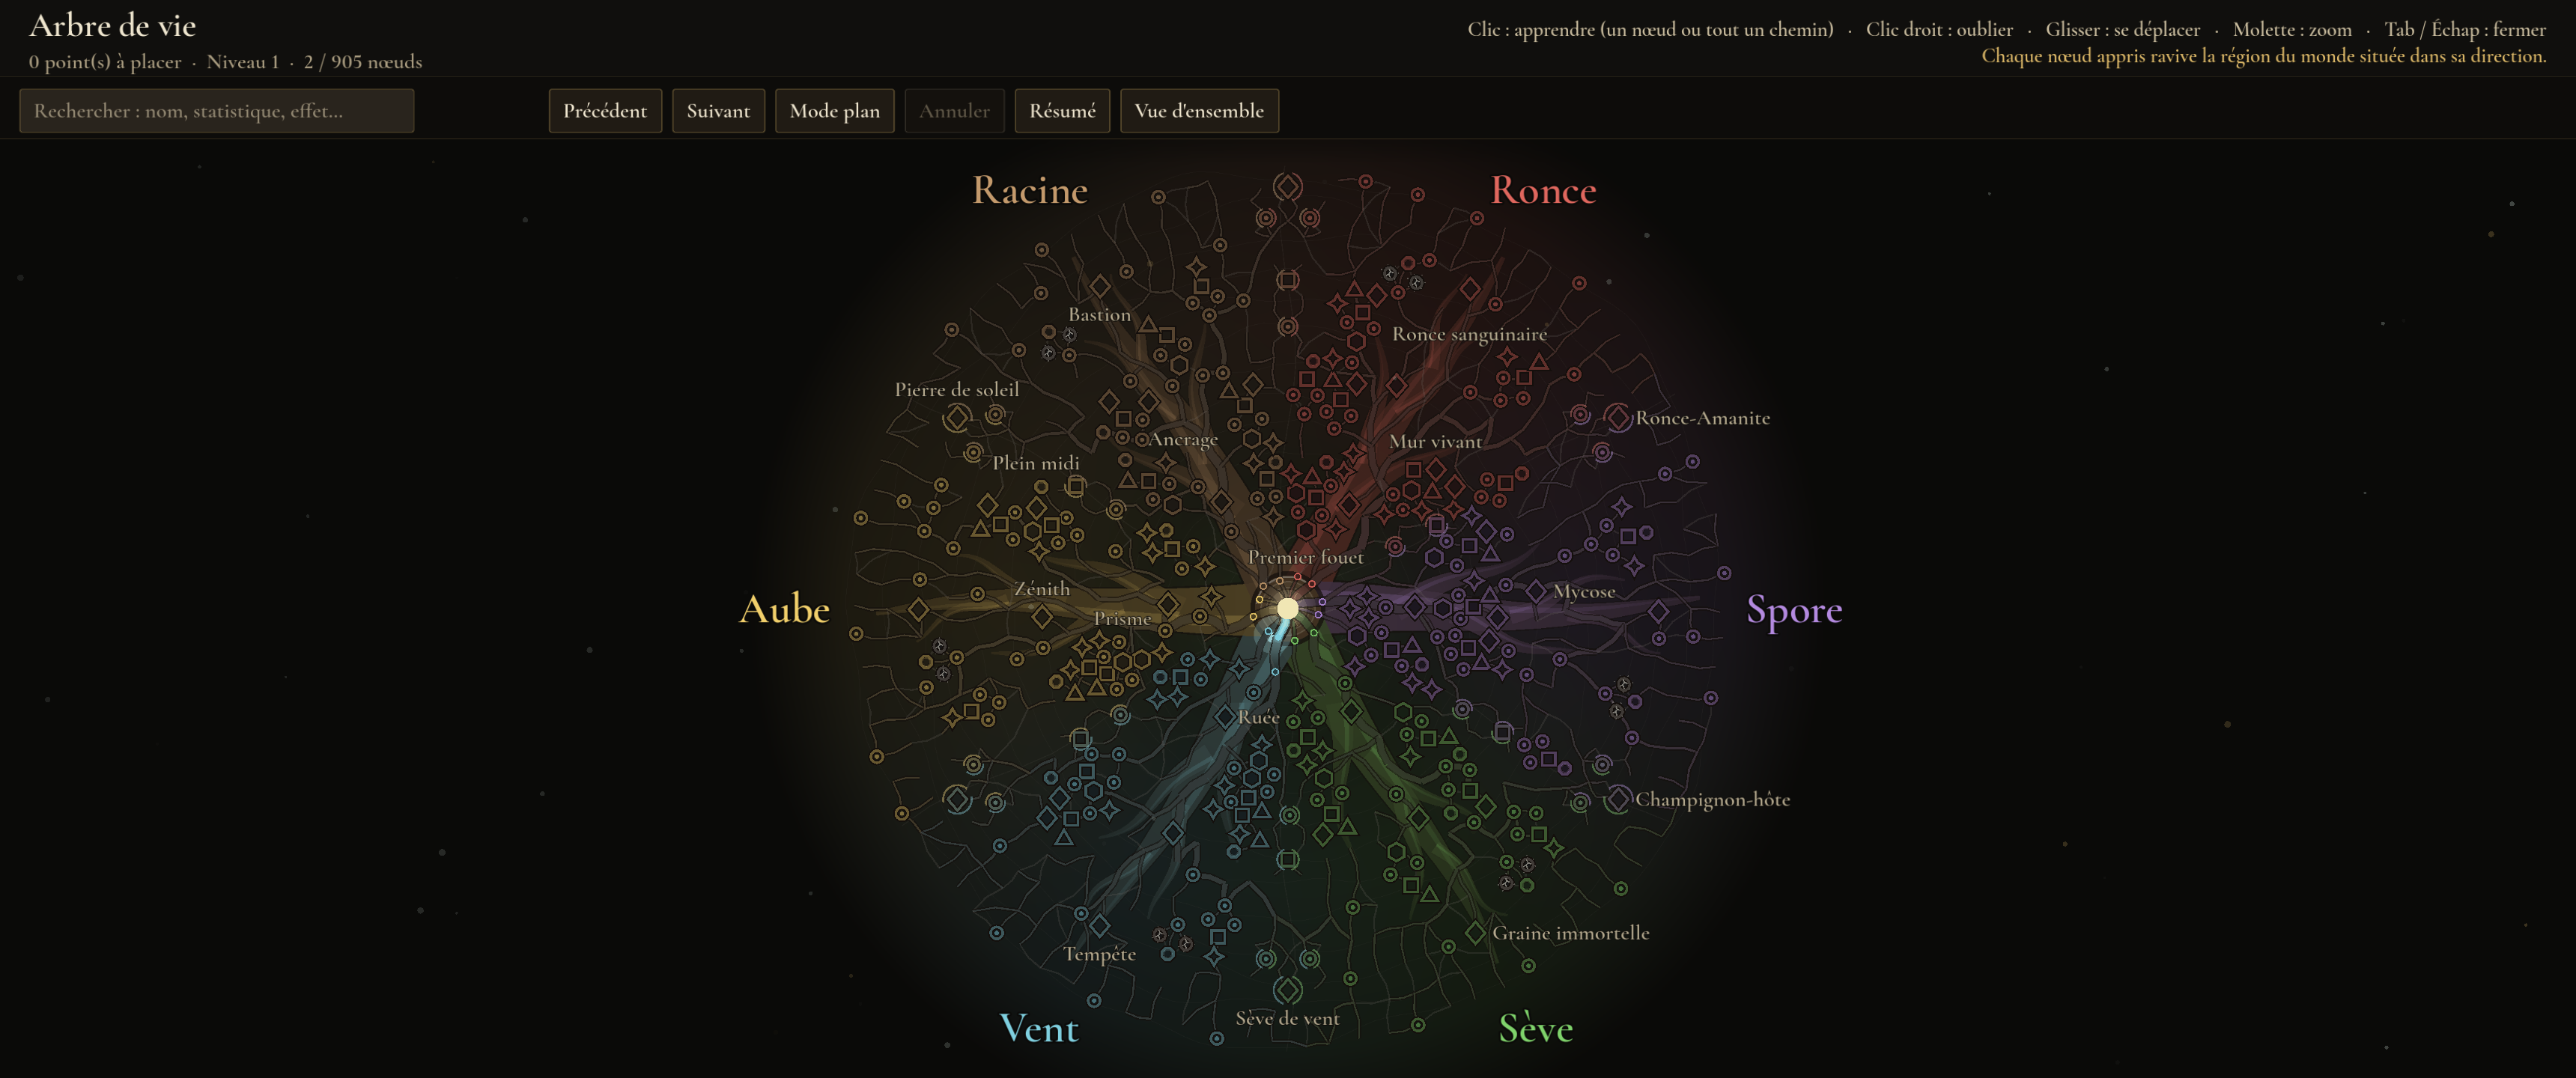 Arbre de vie
0 point(s) à placer · Niveau 1 · 2 / 905 nœuds
Clic : apprendre (un nœud ou tout un chemin) · Clic droit : oublier · Glisser : se déplacer · Molette : zoom · Tab / Échap : fermer
Chaque nœud appris ravive la région du monde située dans sa direction.
Rechercher : nom, statistique, effet...
Précédent
Suivant
Mode plan
Annuler
Résumé
Vue d'ensemble
Racine
Ronce
Bastion
Ronce sanguinaire
Pierre de soleil
Ronce-Amanite
Ancrage
Mur vivant
Plein midi
Premier fouet
Zénith
Mycose
Aube
Prisme
Spore
Ruée
Champignon-hôte
Graine immortelle
Tempête
Sève de vent
Vent
Sève